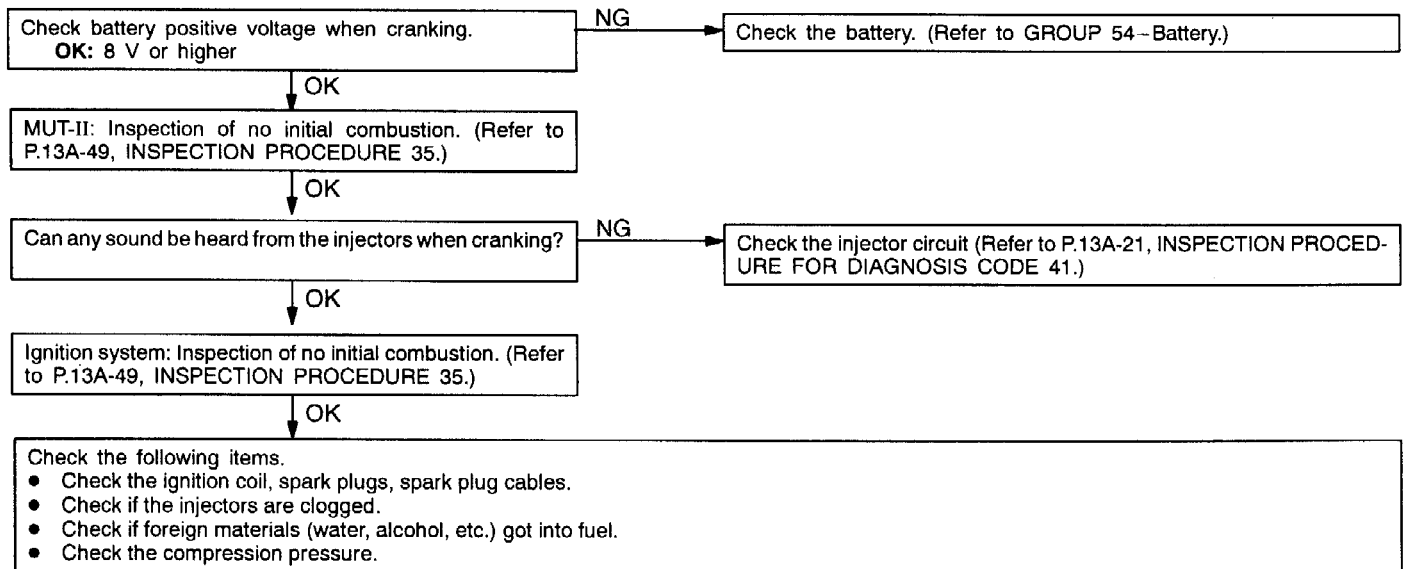 Check battery positive voltage when cranking.
OK: 8 V or higher
NG
Check the battery. (Refer to GROUP 54–Battery.)
OK
MUT-II: Inspection of no initial combustion. (Refer to
P.13A-49, INSPECTION PROCEDURE 35.)
OK
Can any sound be heard from the injectors when cranking?
NG
Check the injector circuit (Refer to P.13A-21, INSPECTION PROCED-
URE FOR DIAGNOSIS CODE 41.)
OK
Ignition system: Inspection of no initial combustion. (Refer
to P.13A-49, INSPECTION PROCEDURE 35.)
OK
Check the following items.
● Check the ignition coil, spark plugs, spark plug cables.
● Check if the injectors are clogged.
● Check if foreign materials (water, alcohol, etc.) got into fuel.
● Check the compression pressure.